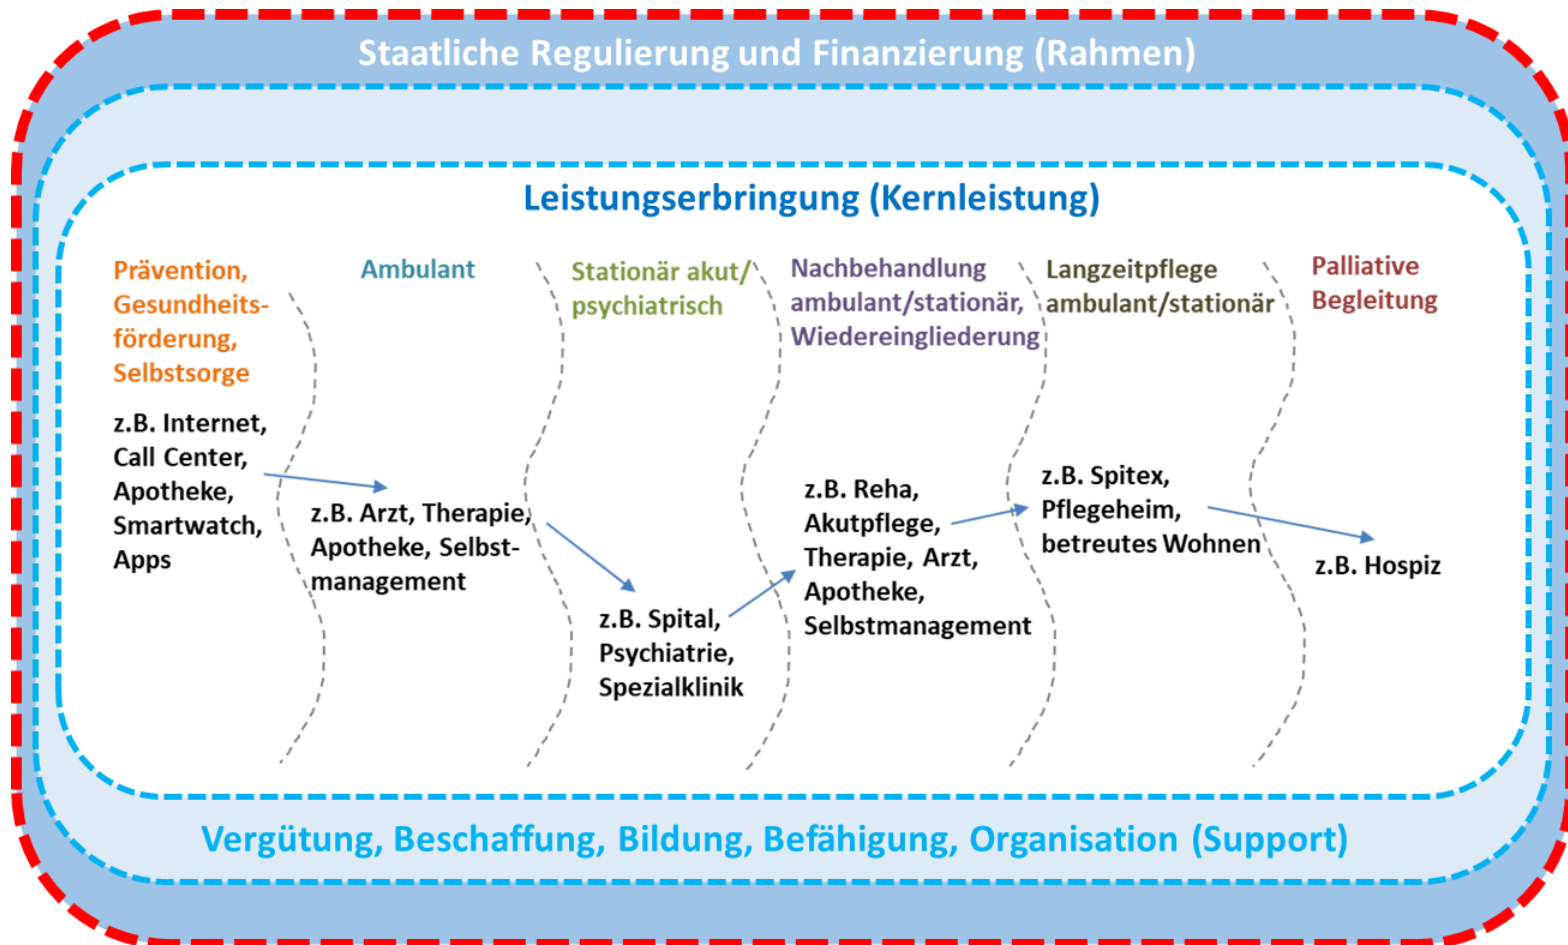 Staatliche Regulierung und Finanzierung (Rahmen)
Leistungserbringung (Kernleistung)
Prävention,
Gesundheits-
förderung,
Selbstsorge
z.B. Internet,
Call Center,
Apotheke,
Smartwatch,
Apps
Ambulant
z.B. Arzt, Therapie,
Apotheke, Selbst-
management
Stationär akut/
psychiatrisch
z.B. Spital,
Psychiatrie,
Spezialklinik
Nachbehandlung
ambulant/stationär,
Wiedereingliederung
z.B. Reha,
Akutpflege,
Therapie, Arzt,
Apotheke,
Selbstmanagement
Langzeitpflege
ambulant/stationär
z.B. Spitex,
Pflegeheim,
betreutes Wohnen
Palliative
Begleitung
z.B. Hospiz
Vergütung, Beschaffung, Bildung, Befähigung, Organisation (Support)